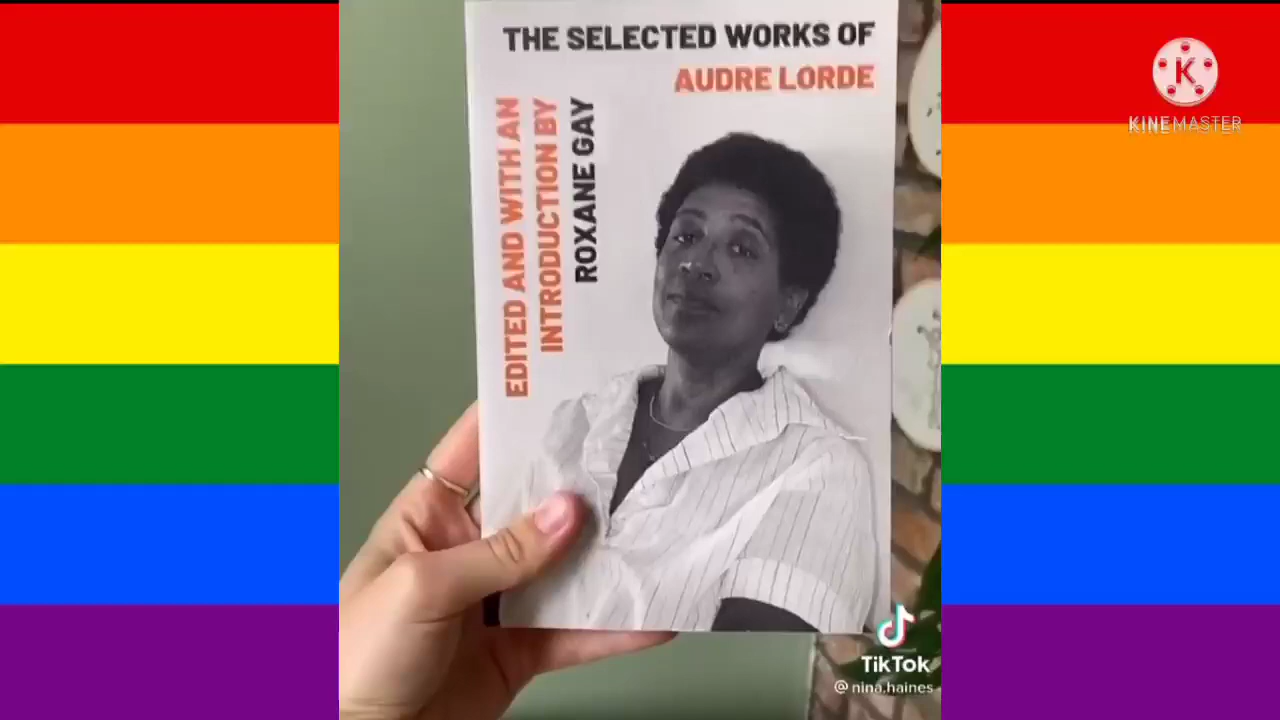 THE SELECTED WORKS OF
AUDRE LORDE
EDITED AND WITH AN
INTRODUCTION BY
ROXANE GAY
K
KINEMASTER
TikTok
@nina.haines